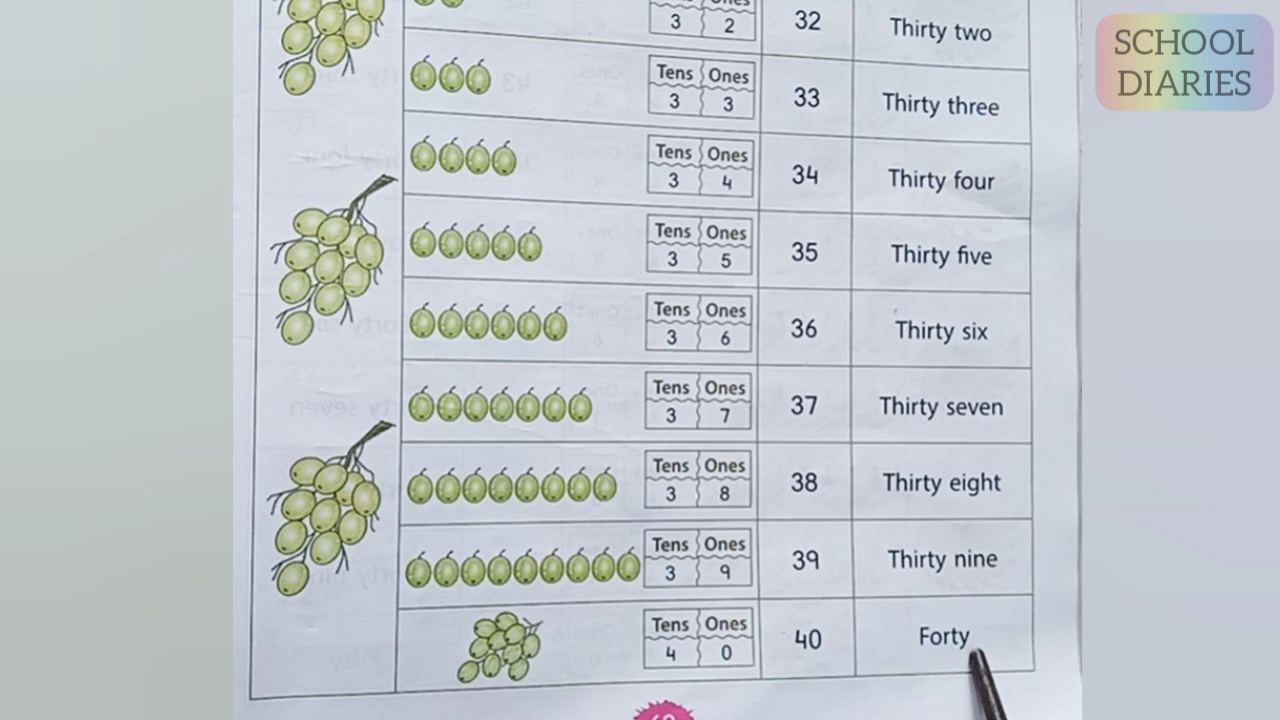 SCHOOL
DIARIES
Ones
3 2
32
Thirty two
Tens Ones
3 3
33
Thirty three
Tens Ones
3 4
34
Thirty four
Tens Ones
3 5
35
Thirty five
Tens Ones
3 6
36
Thirty six
Tens Ones
3 7
37
Thirty seven
Tens Ones
3 8
38
Thirty eight
Tens Ones
3 9
39
Thirty nine
Tens Ones
4 0
40
Forty